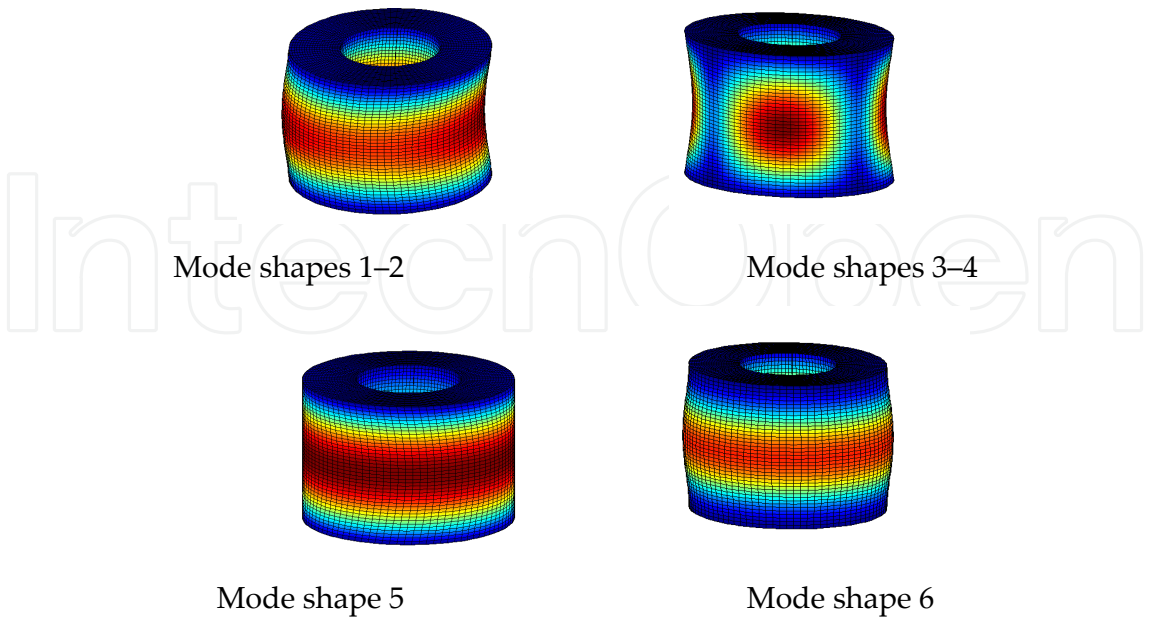 Mode shapes 1–2
Mode shapes 3–4
IntechOpen
Mode shape 5
Mode shape 6